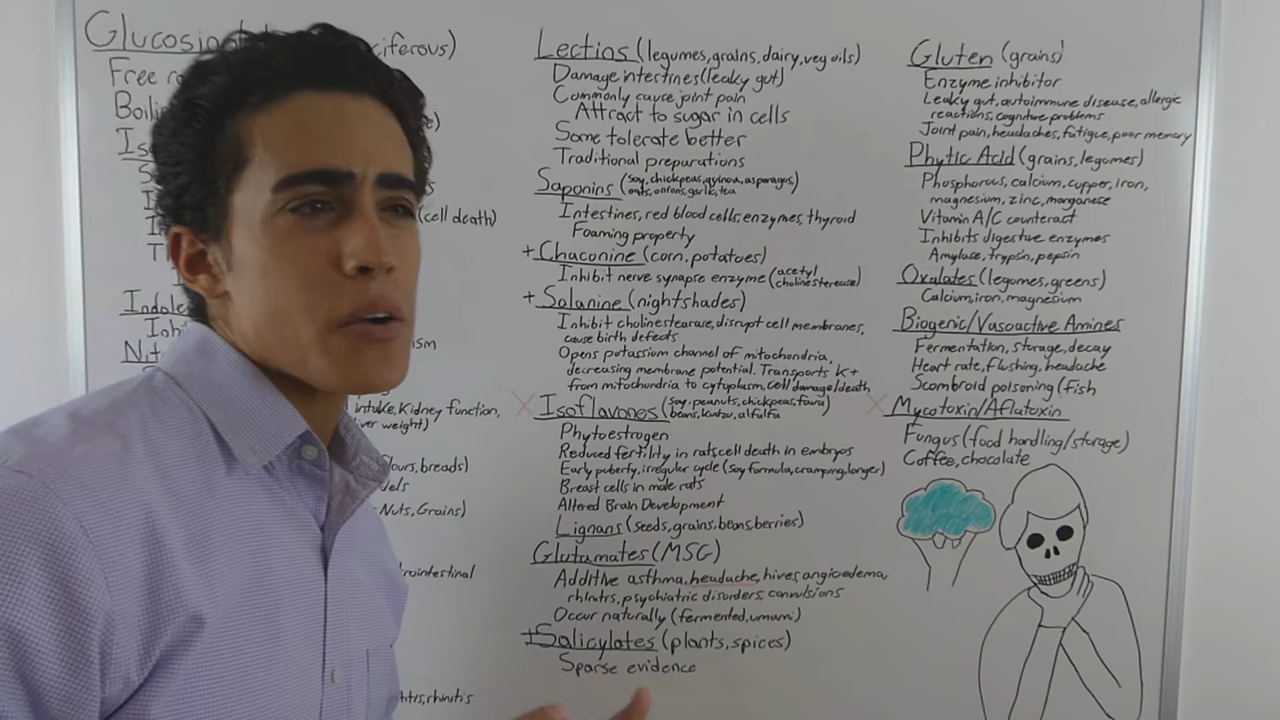 Glucosin
ciferous)
Free
Boili
Is
(cell death)
Indole
Inhi
Nit
ism
intake, Kidney function,
iver weight)
lours, breads)
Nuts, Grains)
rointestinal
titis, rhinitis
Lectins (legumes, grains, dairy, veg oils)
Damage intestines (leaky gut)
Commonly cause joint pain
Attract to sugar in cells
Some tolerate better
Traditional preparations
Saponins (soy, chickpeas, quinoa, asparagus,
oats, onions, garlic, tea
Intestines, red blood cells, enzymes, thyroid
Foaming property
+ Chaconine (corn, potatoes)
Inhibit nerve synapse enzyme (acetyl
cholinesterease)
+ Solanine (nightshades)
Inhibit cholinestearase, disrupt cell membranes,
cause birth defects
Opens potassium channel of mitochondria,
decreasing membrane potential. Transports K+
from mitochondria to cytoplasm, cell damage/death
X Isoflavones (soy, peanuts, chickpeas, fava
beans, kudzu, alfulfa
Phytoestrogen
Reduced fertility in rats cell death in embryos
Early puberty, irregular cycle (soy formula, cramping, longer)
Breast cells in male rats
Altered Brain Development
Lignans (seeds, grains, beans, berries)
Glutamates (MSG)
Additive asthma, headache, hives, angioedema,
rhinitis, psychiatric disorders, convulsions
Occur naturally (fermented, umami)
+ Salicylates (plants, spices)
Sparse evidence
Gluten (grains)
Enzyme inhibitor
Leaky gut, autoimmune disease, allergic
reactions, cognitive problems
Joint pain, headaches, fatigue, poor memory
Phytic Acid (grains, legumes)
Phosphorous, calcium, copper, iron,
magnesium, zinc, manganese
Vitamin A/C counteract
Inhibits digestive enzymes
Amylase, trypsin, pepsin
Oxalates (legumes, greens)
Calcium, iron, magnesium
Biogenic/Vasoactive Amines
Fermentation, storage, decay
Heart rate, flushing, headache
Scombroid poisoning (fish
X Mycotoxin/Aflatoxin
Fungus (food handling/storage)
Coffee, chocolate